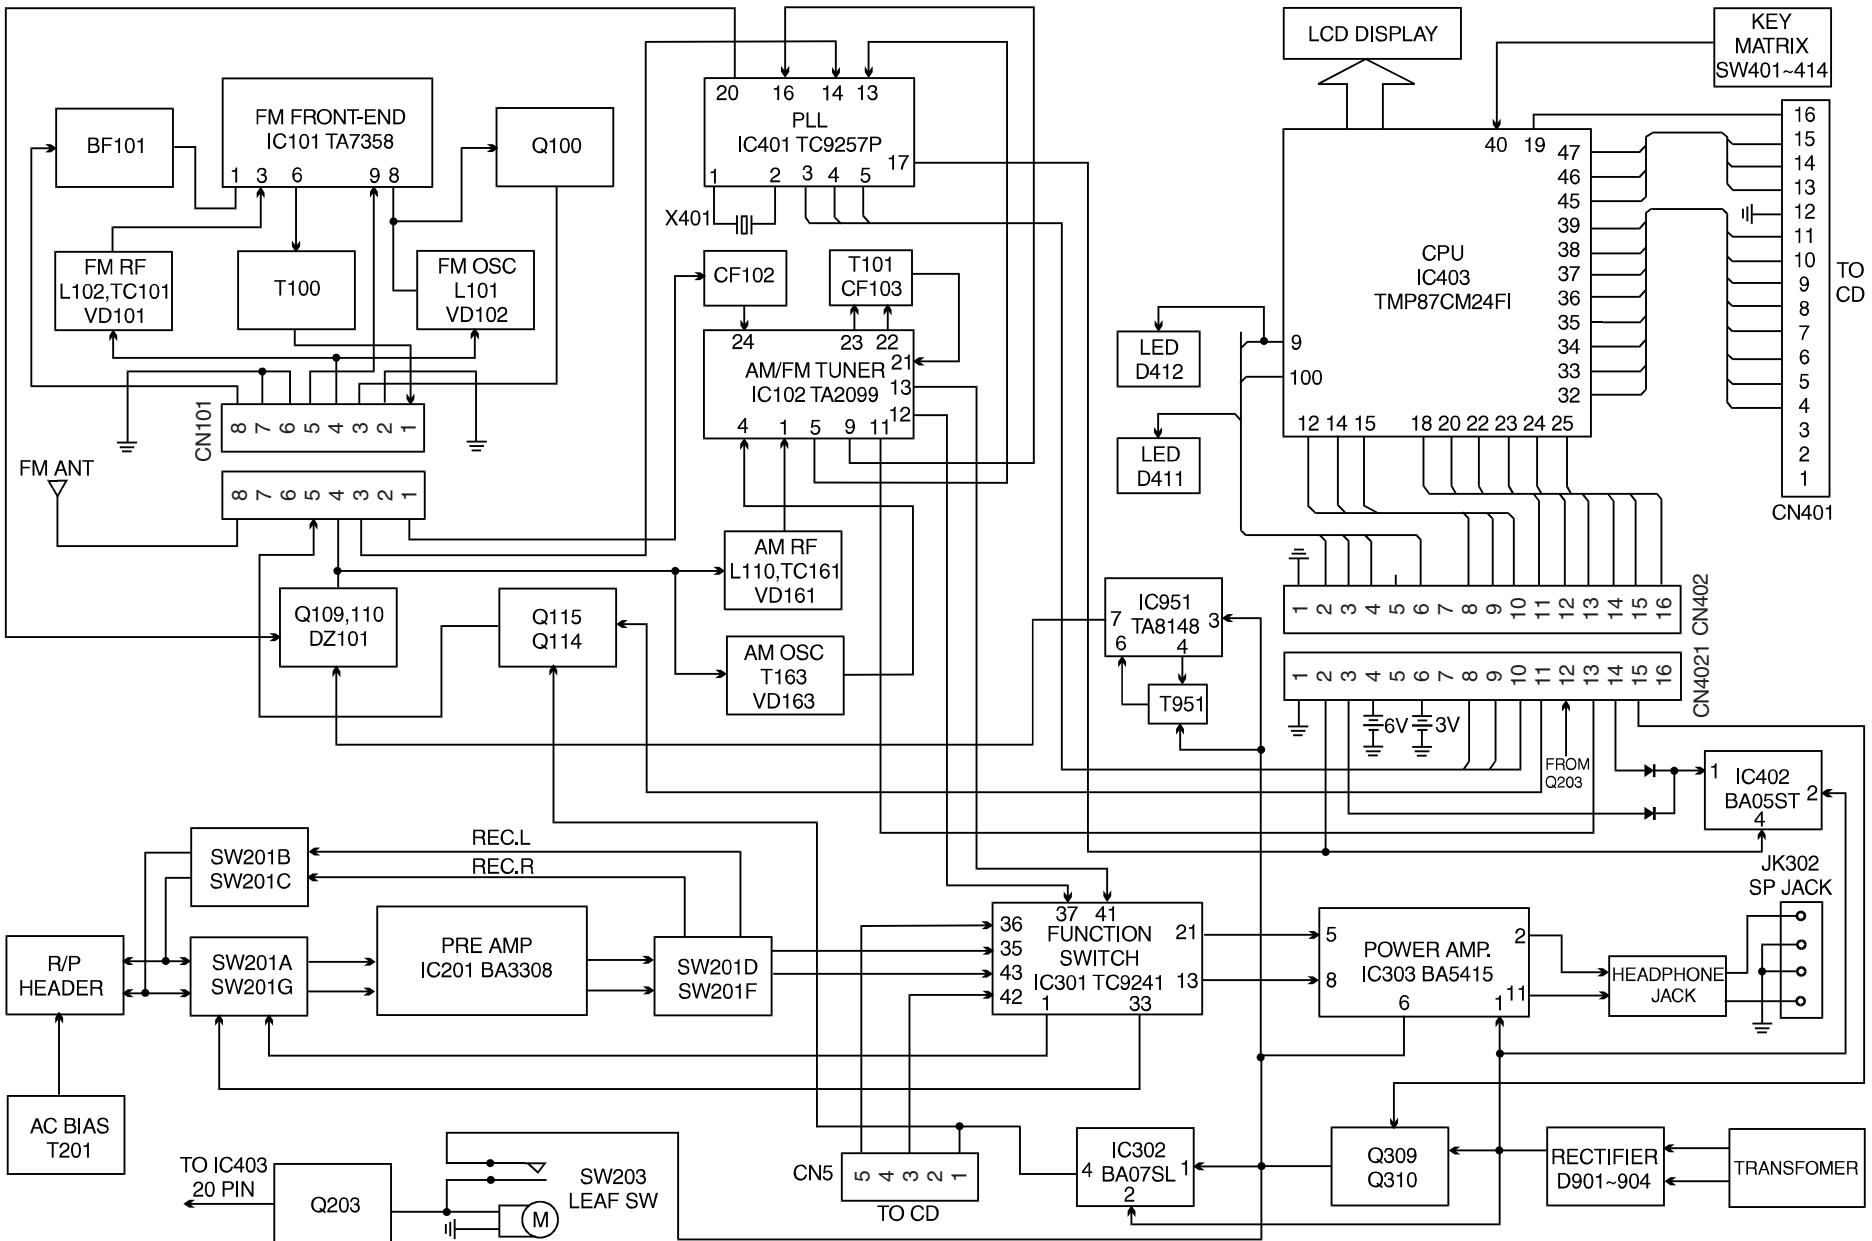 LCD DISPLAY
KEY
MATRIX
SW401~414
BF101
FM FRONT-END
IC101 TA7358
1 3 6 9 8
Q100
FM RF
L102,TC101
VD101
T100
FM OSC
L101
VD102
CN101
8 7 6 5 4 3 2 1
8 7 6 5 4 3 2 1
FM ANT
20 16 14 13
PLL
IC401 TC9257P
17
1 2 3 4 5
X401
CF102
T101
CF103
24 23 22
AM/FM TUNER
21
IC102 TA2099
13
12
4 1 5 9 11
AM RF
L110,TC161
VD161
AM OSC
T163
VD163
Q109,110
DZ101
Q115
Q114
40 19
47
46
45
39
38
37
36
35
34
33
32
CPU
IC403
TMP87CM24FI
9
100
12 14 15 18 20 22 23 24 25
LED
D412
LED
D411
16
15
14
13
12
11
10
9
8
7
6
5
4
3
2
1
TO
CD
CN401
IC951
TA8148
7 3
6 4
T951
1 2 3 4 5 6 7 8 9 10 11 12 13 14 15 16
CN402
1 2 3 4 5 6 7 8 9 10 11 12 13 14 15 16
CN4021
6V 3V
FROM
Q203
1
IC402
BA05ST
2
4
JK302
SP JACK
SW201B
SW201C
REC.L
REC.R
R/P
HEADER
SW201A
SW201G
PRE AMP
IC201 BA3308
SW201D
SW201F
37 41
36
35
43
42
FUNCTION
SWITCH
IC301 TC9241
21
13
1 33
5
8
POWER AMP.
IC303 BA5415
2
11
6 1
HEADPHONE
JACK
AC BIAS
T201
TO IC403
20 PIN
Q203
SW203
LEAF SW
M
CN5
5 4 3 2 1
TO CD
IC302
BA07SL
4 1
2
Q309
Q310
RECTIFIER
D901~904
TRANSFOMER